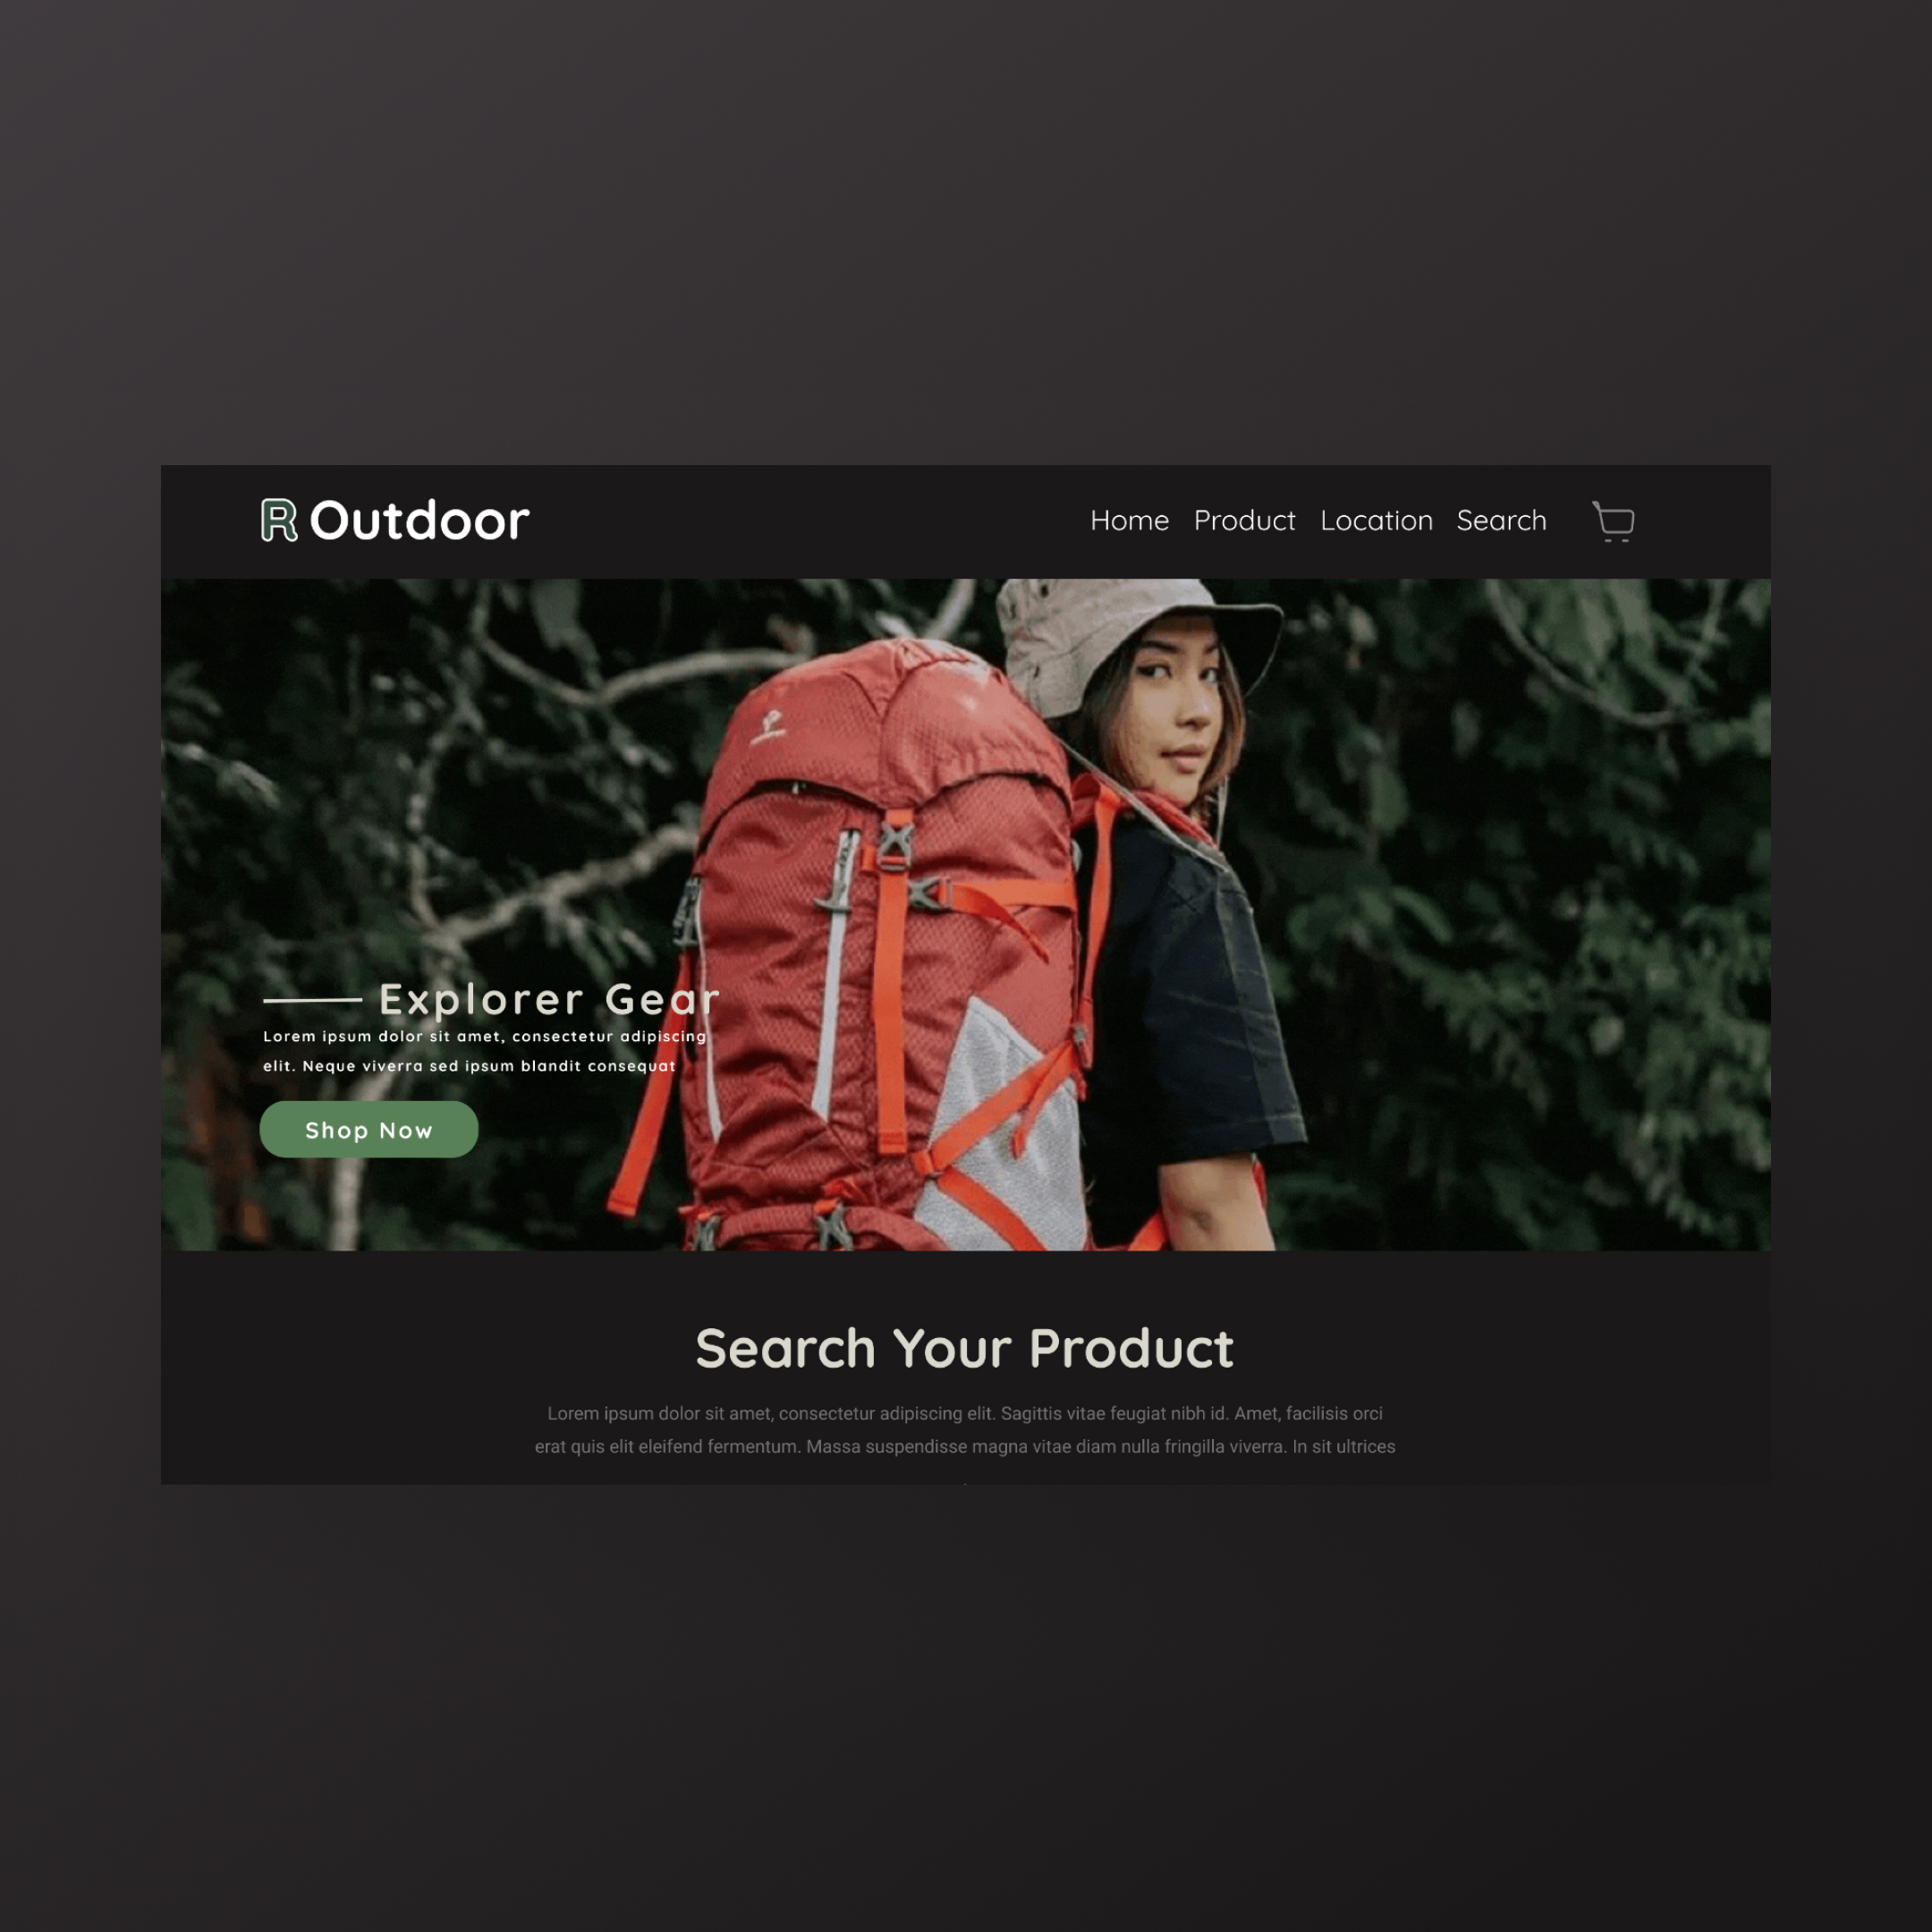 R Outdoor
Home Product Location Search
Explorer Gear
Lorem ipsum dolor sit amet, consectetur adipiscing
elit. Neque viverra sed ipsum blandit consequat
Shop Now
Search Your Product
Lorem ipsum dolor sit amet, consectetur adipiscing elit. Sagittis vitae feugiat nibh id. Amet, facilisis orci
erat quis elit eleifend fermentum. Massa suspendisse magna vitae diam nulla fringilla viverra. In sit ultrices